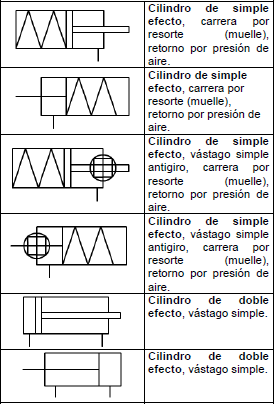 Cilindro de simple
efecto, carrera por
resorte (muelle),
retorno por presión de
aire.
Cilindro de simple
efecto, carrera por
resorte (muelle),
retorno por presión de
aire.
Cilindro de simple
efecto, vástago simple
antigiro, carrera por
resorte (muelle),
retorno por presión de
aire.
Cilindro de simple
efecto, vástago simple
antigiro, carrera por
resorte (muelle),
retorno por presión de
aire.
Cilindro de doble
efecto, vástago simple.
Cilindro de doble
efecto, vástago simple.